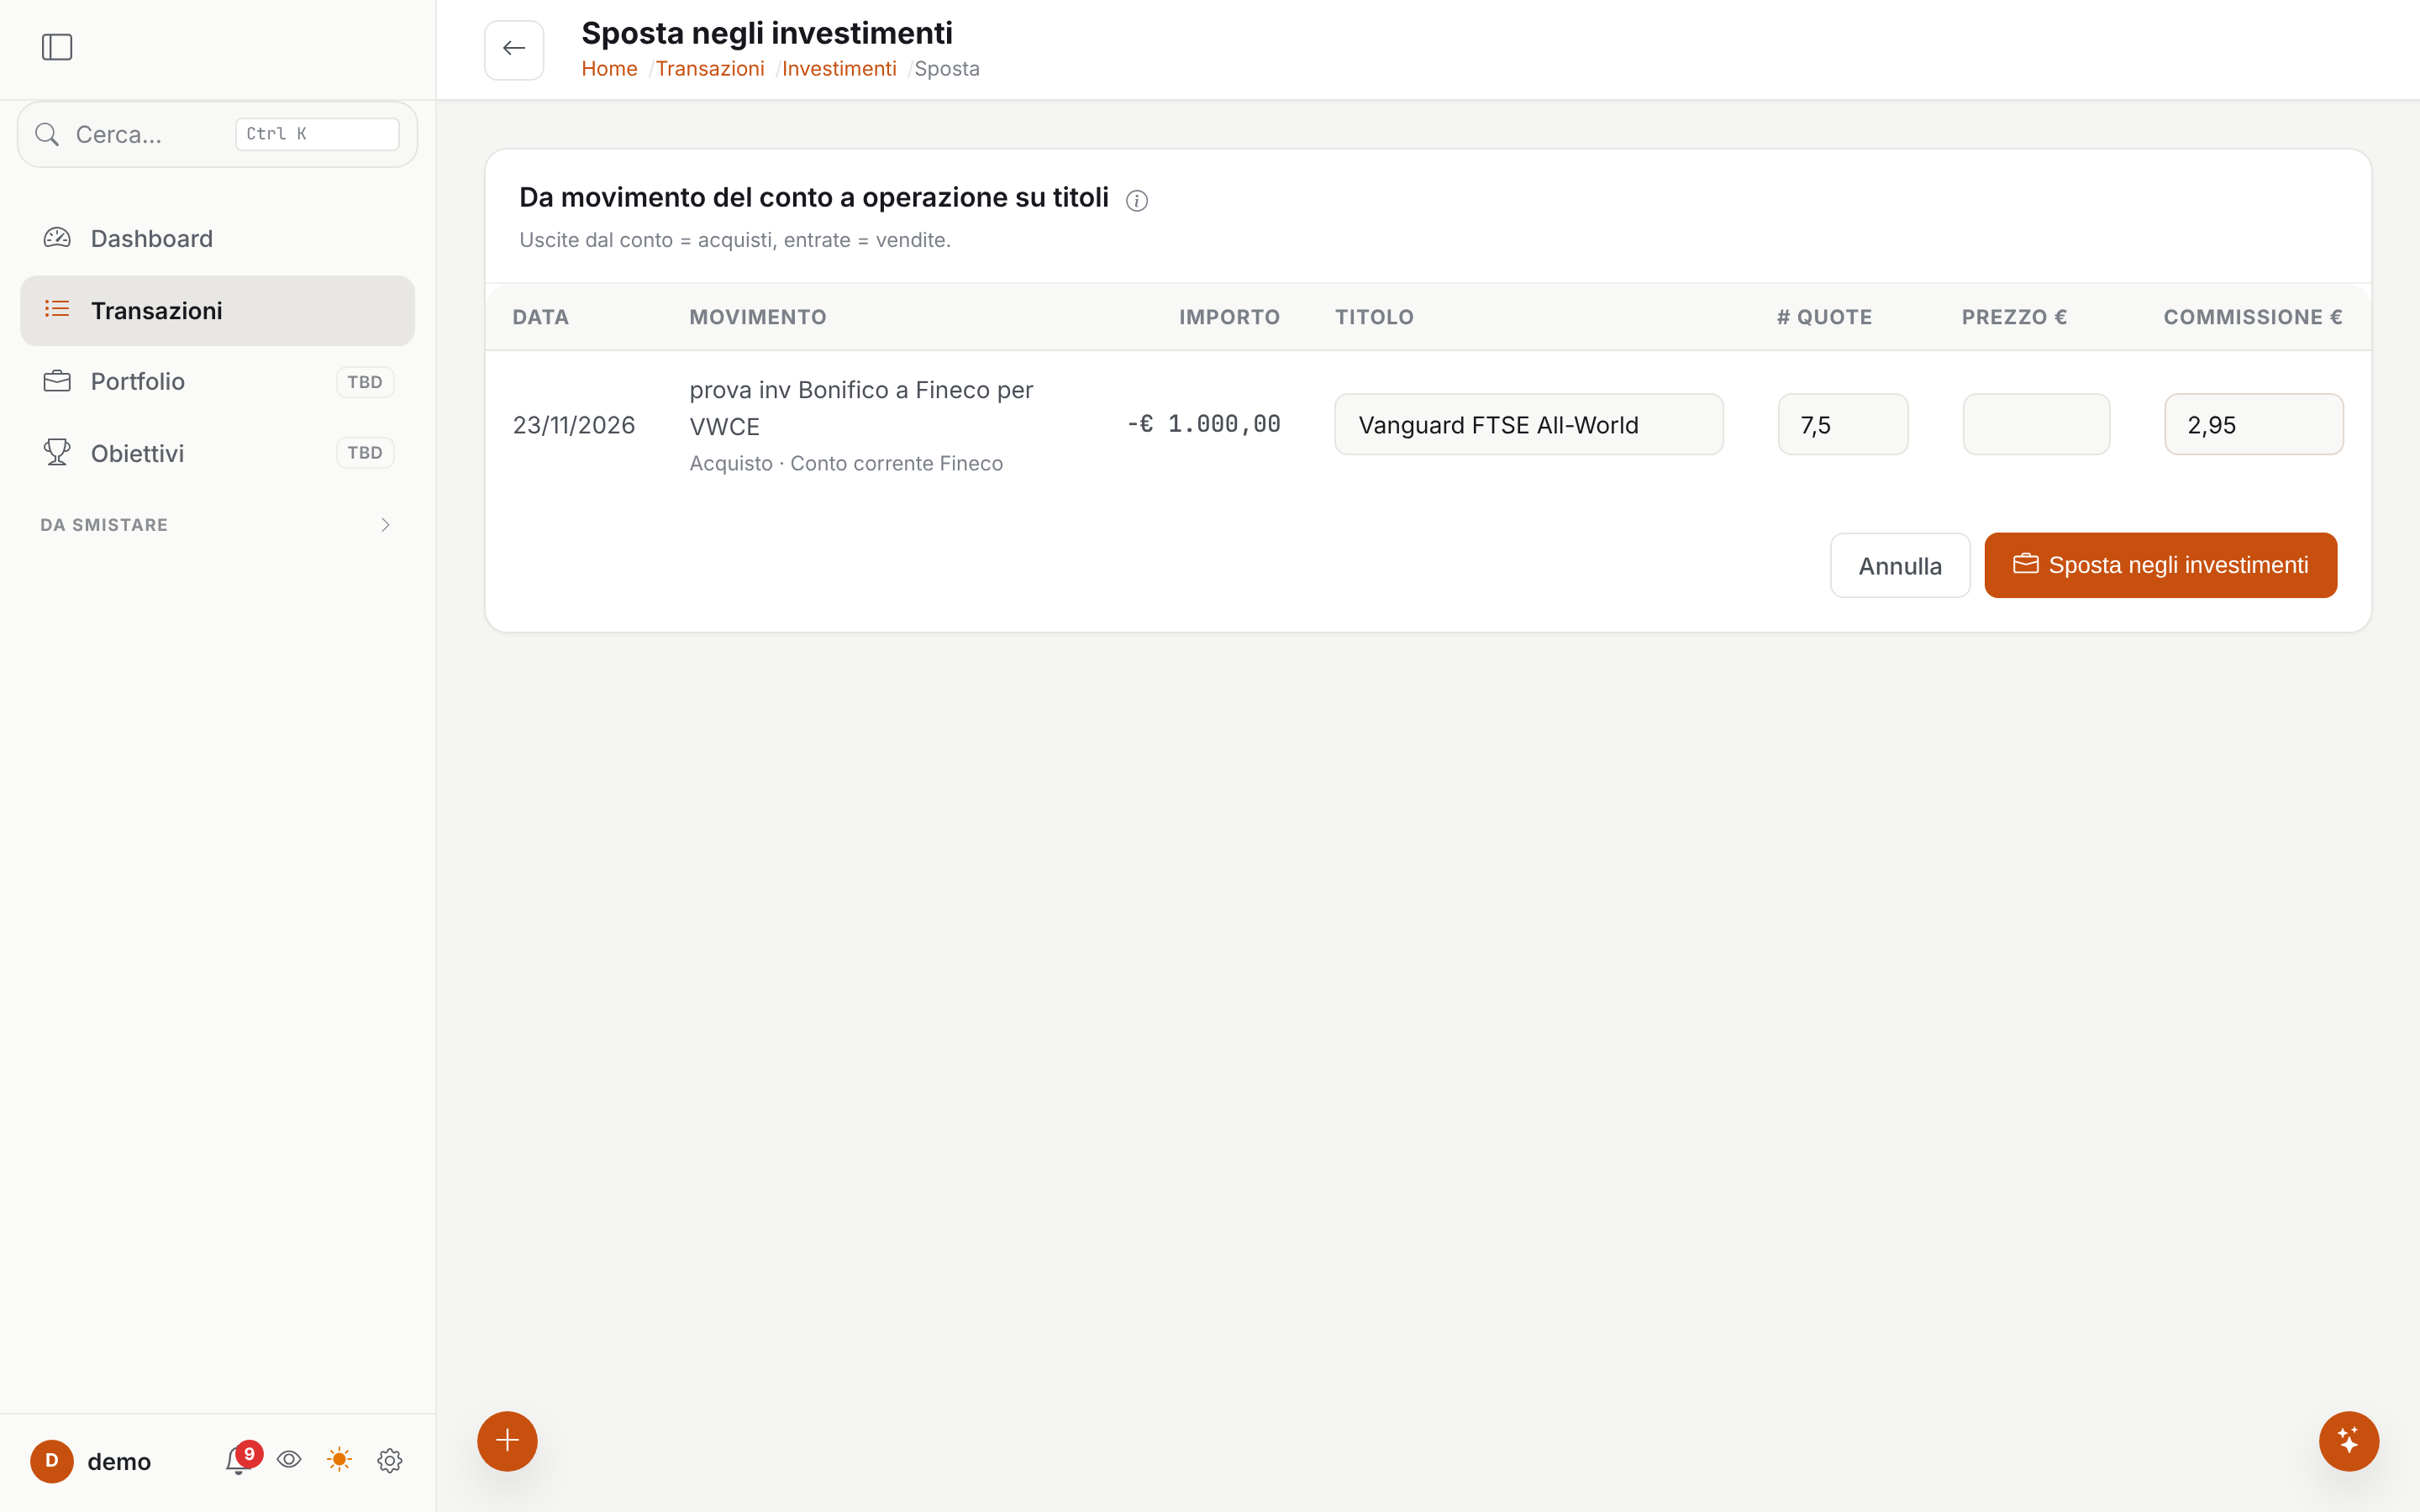 Sposta negli investimenti
Home / Transazioni / Investimenti / Sposta
Cerca...
Ctrl K
Dashboard
Transazioni
Portfolio
TBD
Obiettivi
TBD
DA SMISTARE
Da movimento del conto a operazione su titoli
Uscite dal conto = acquisti, entrate = vendite.
DATA MOVIMENTO IMPORTO TITOLO # QUOTE PREZZO € COMMISSIONE €
23/11/2026
prova inv Bonifico a Fineco per
VWCE
Acquisto · Conto corrente Fineco
-€ 1.000,00
Vanguard FTSE All-World
7,5
2,95
Annulla
Sposta negli investimenti
D
demo
9